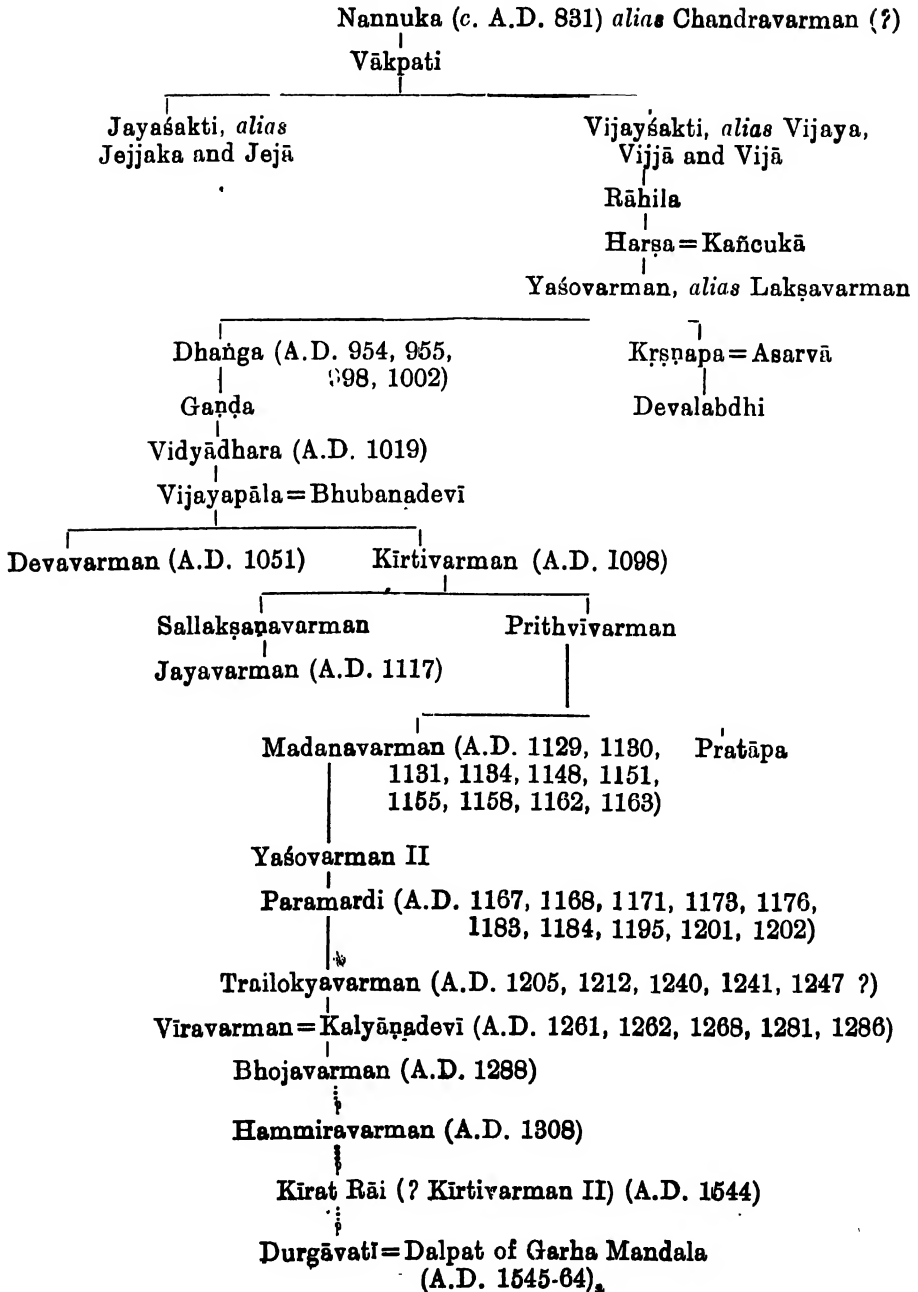 Nannuka (c. A.D. 831) alias Chandravarman (?)
Vākpati
Jayaśakti, alias
Jejjaka and Jejā
Vijayśakti, alias Vijaya,
Vijjā and Vijā
Rāhila
Harṣa=Kañcukā
Yaśovarman, alias Lakṣavarman
Dhaṅga (A.D. 954, 955,
998, 1002)
Kṛṣṇapa=Asarvā
Gaṇḍa
Devalabdhi
Vidyādhara (A.D. 1019)
Vijayapāla=Bhubanadevī
Devavarman (A.D. 1051)
Kīrtivarman (A.D. 1098)
Sallakṣaṇavarman
Prithvīvarman
Jayavarman (A.D. 1117)
Madanavarman (A.D. 1129, 1130,
1131, 1134, 1148, 1151,
1155, 1158, 1162, 1163)
Pratāpa
Yaśovarman II
Paramardi (A.D. 1167, 1168, 1171, 1173, 1176,
1183, 1184, 1195, 1201, 1202)
Trailokyavarman (A.D. 1205, 1212, 1240, 1241, 1247 ?)
Vīravarman=Kalyāṇadevī (A.D. 1261, 1262, 1268, 1281, 1286)
Bhojavarman (A.D. 1288)
?
Hammiravarman (A.D. 1308)
Kīrat Rāi (? Kīrtivarman II) (A.D. 1544)
?
Durgāvatī=Dalpat of Garha Mandala
(A.D. 1545-64).